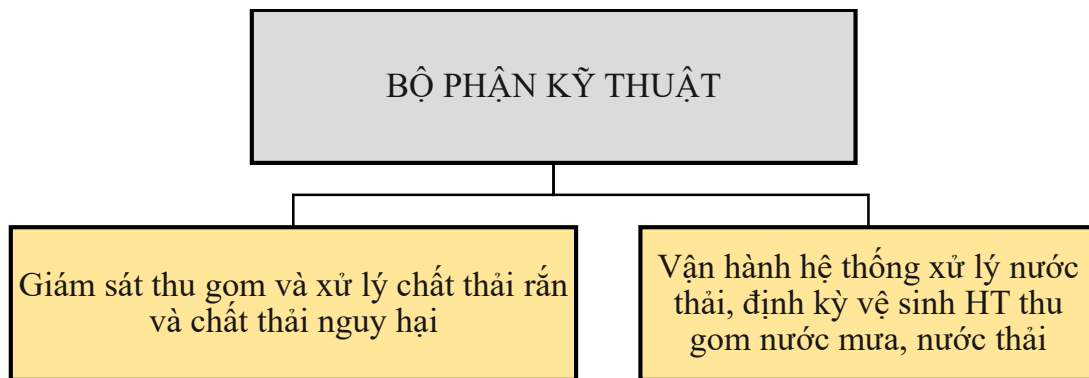 BỘ PHẬN KỸ THUẬT
Giám sát thu gom và xử lý chất thải rắn
và chất thải nguy hại
Vận hành hệ thống xử lý nước
thải, định kỳ vệ sinh HT thu
gom nước mưa, nước thải